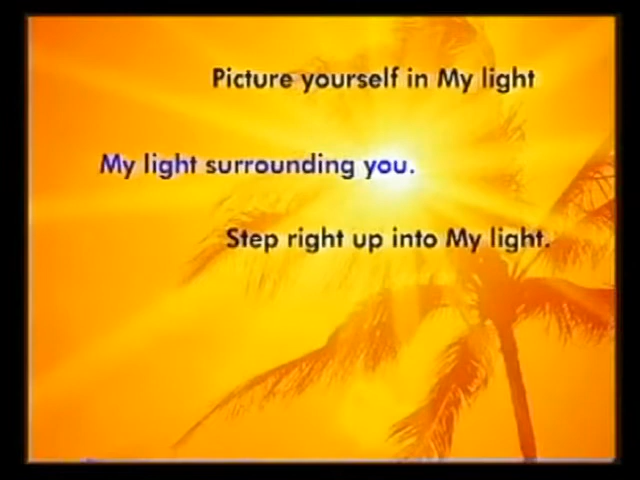 Picture yourself in My light
My light surrounding you.
Step right up into My light.